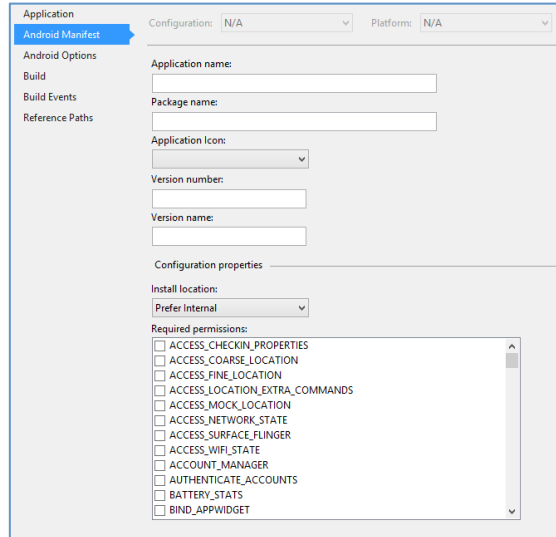 Application
Android Manifest
Android Options
Build
Build Events
Reference Paths
Configuration: N/A Platform: N/A
Application name:
Package name:
Application Icon:
Version number:
Version name:
Configuration properties
Install location:
Prefer Internal
Required permissions:
ACCESS_CHECKIN_PROPERTIES
ACCESS_COARSE_LOCATION
ACCESS_FINE_LOCATION
ACCESS_LOCATION_EXTRA_COMMANDS
ACCESS_MOCK_LOCATION
ACCESS_NETWORK_STATE
ACCESS_SURFACE_FLINGER
ACCESS_WIFI_STATE
ACCOUNT_MANAGER
AUTHENTICATE_ACCOUNTS
BATTERY_STATS
BIND_APPWIDGET